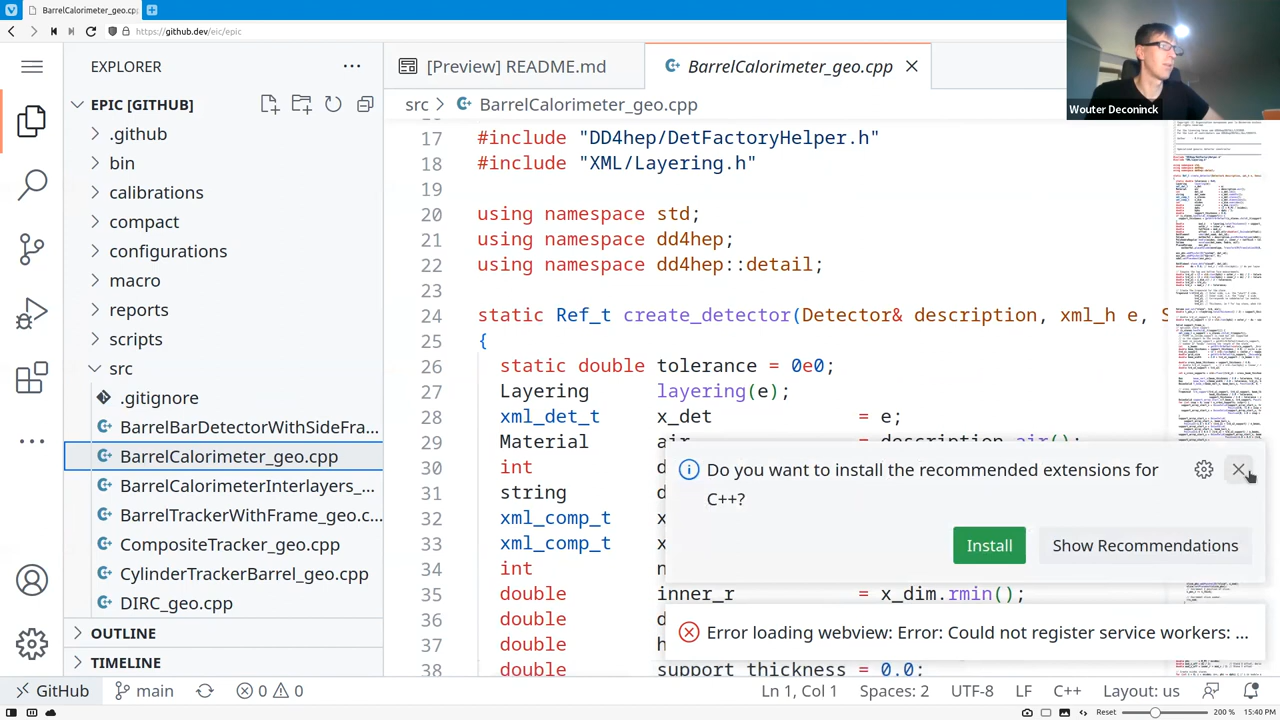 BarrelCalorimeter_geo.cp
https://github.dev/eic/epic
EXPLORER
[Preview] README.md
BarrelCalorimeter_geo.cpp
Wouter Deconinck
EPIC [GITHUB]
src > BarrelCalorimeter_geo.cpp
.github
bin
calibrations
compact
configurations
macro
reports
scripts
src
.gitignore
BarrelBarDetectorWithSideFra...
BarrelCalorimeter_geo.cpp
BarrelCalorimeterInterlayers_...
BarrelTrackerWithFrame_geo.c...
CompositeTracker_geo.cpp
CylinderTrackerBarrel_geo.cpp
DIRC_geo.cpp
OUTLINE
TIMELINE
17 #include "DD4hep/DetFactoryHelper.h"
18 #include "XML/Layering.h"
19
20 using namespace std;
21 using namespace dd4hep;
22 using namespace dd4hep::detail;
23
24 static Ref_t create_detector(Detector& description, xml_h e, S
25 {
26 static double tolerance = 0e0;
27 Layering layering(e);
28 xml_det_t x_det = e;
29 Material air = description.air();
30 int d
31 string d
32 xml_comp_t x
33 xml_comp_t x
34 int n
35 double inner_r = x_dim.rmin();
36 double d
37 double h
38 double support_thickness = 0.0;
Do you want to install the recommended extensions for
C++?
Install
Show Recommendations
Error loading webview: Error: Could not register service workers: ...
GitHub
main
0
0
Ln 1, Col 1
Spaces: 2
UTF-8
LF
C++
Layout: us
Reset
200 %
15:40 PM